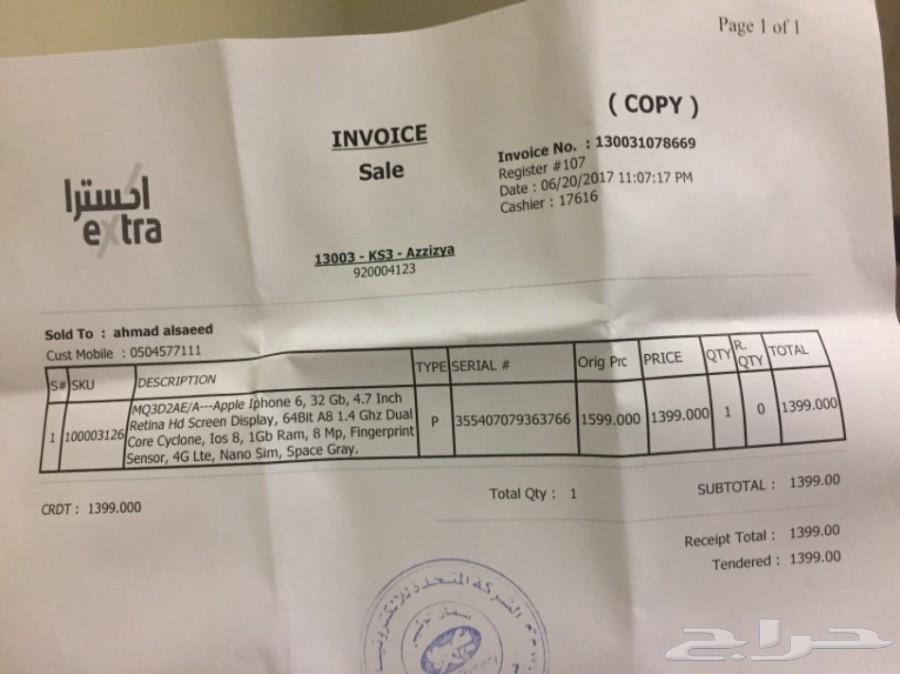 Page 1 of 1
( COPY )
INVOICE
Sale
Invoice No. : 130031078669
Register #107
Date : 06/20/2017 11:07:17 PM
Cashier : 17616
اكسترا
extra
13003 - KS3 - Azzizya
920004123
Sold To : ahmad alsaeed
Cust Mobile : 0504577111
S# SKU DESCRIPTION TYPE SERIAL # Orig Prc PRICE QTY R. QTY TOTAL
1 100003126 MQ3D2AE/A---Apple Iphone 6, 32 Gb, 4.7 Inch
Retina Hd Screen Display, 64Bit A8 1.4 Ghz Dual
Core Cyclone, Ios 8, 1Gb Ram, 8 Mp, Fingerprint
Sensor, 4G Lte, Nano Sim, Space Gray.
P 355407079363766 1599.000 1399.000 1 0 1399.000
CRDT : 1399.000
Total Qty : 1
SUBTOTAL : 1399.00
Receipt Total : 1399.00
Tendered : 1399.00
الشركة المتحدة للالكترونيات
حراج